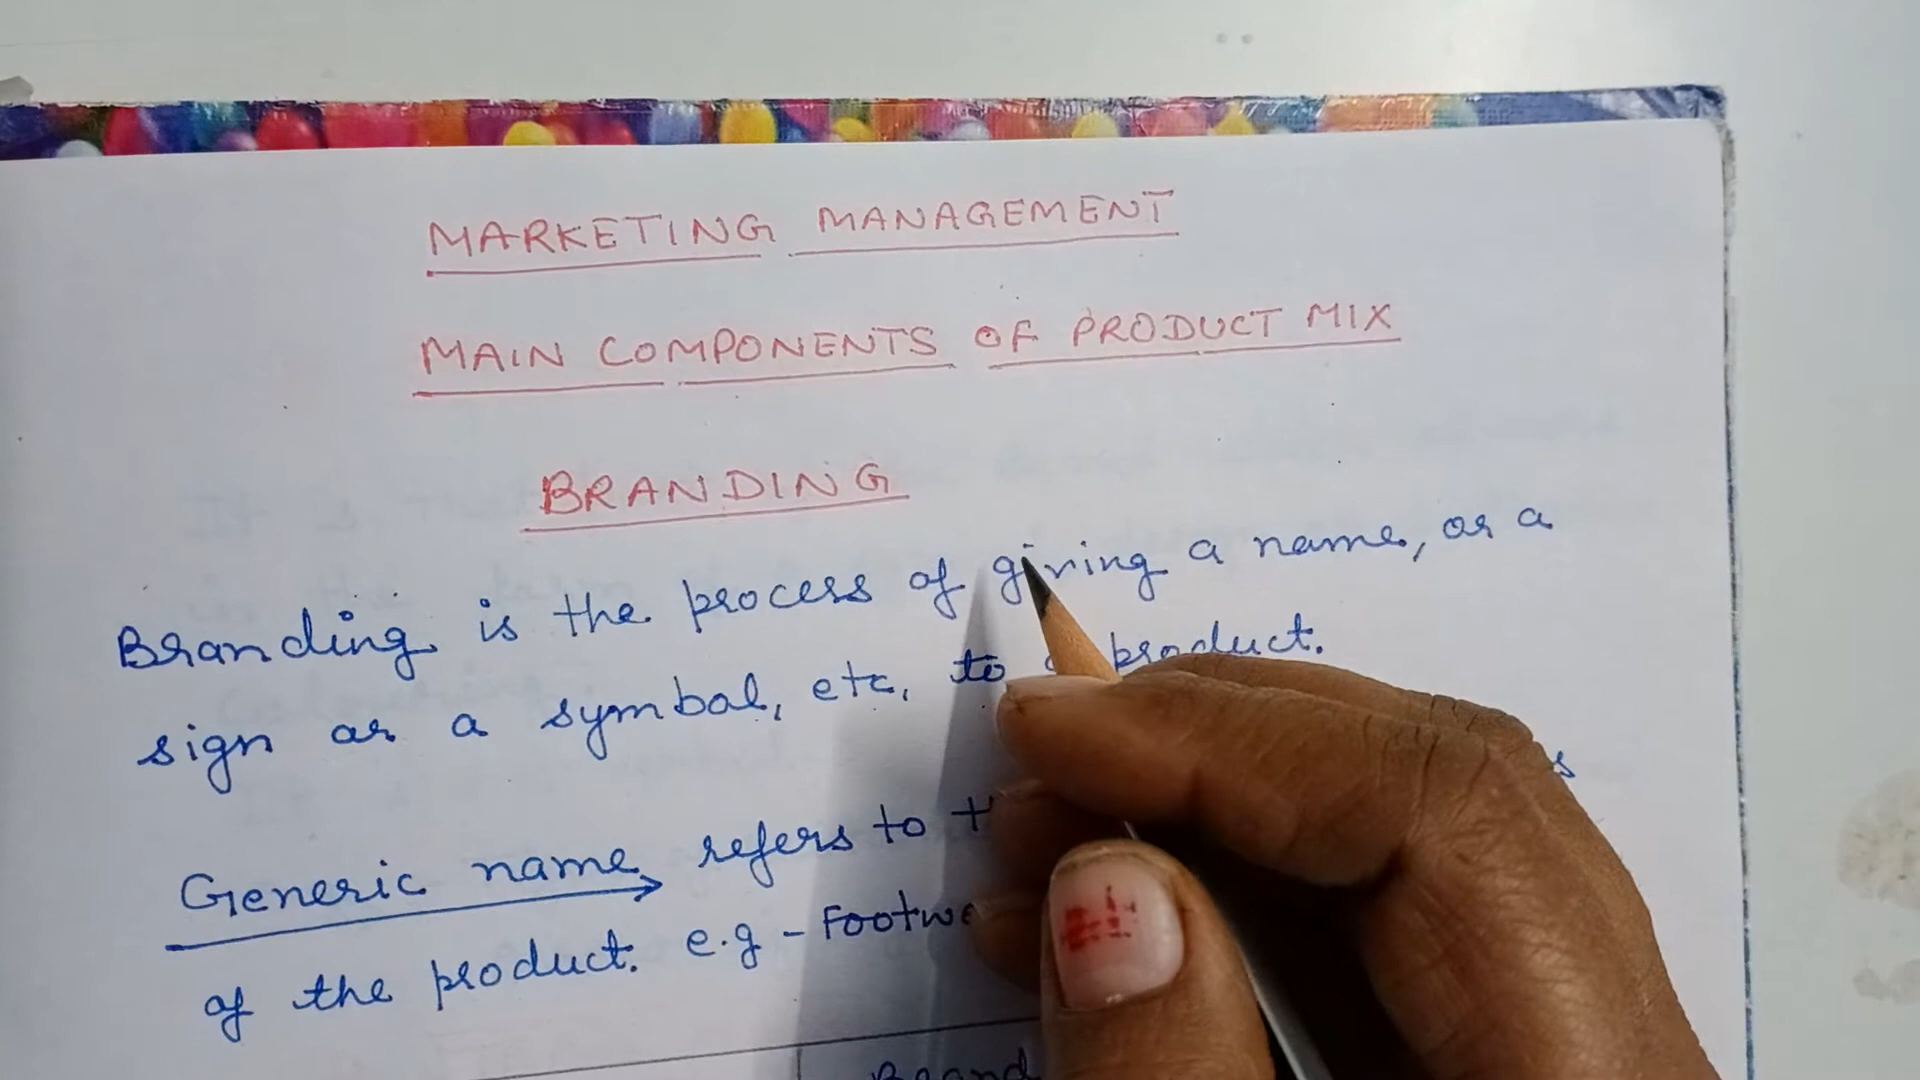 MARKETING MANAGEMENT
MAIN COMPONENTS OF PRODUCT MIX
BRANDING
Branding is the process of giving a name, or a
sign or a symbol, etc, to product.
Generic name refers to
of the product. e.g -
Brand